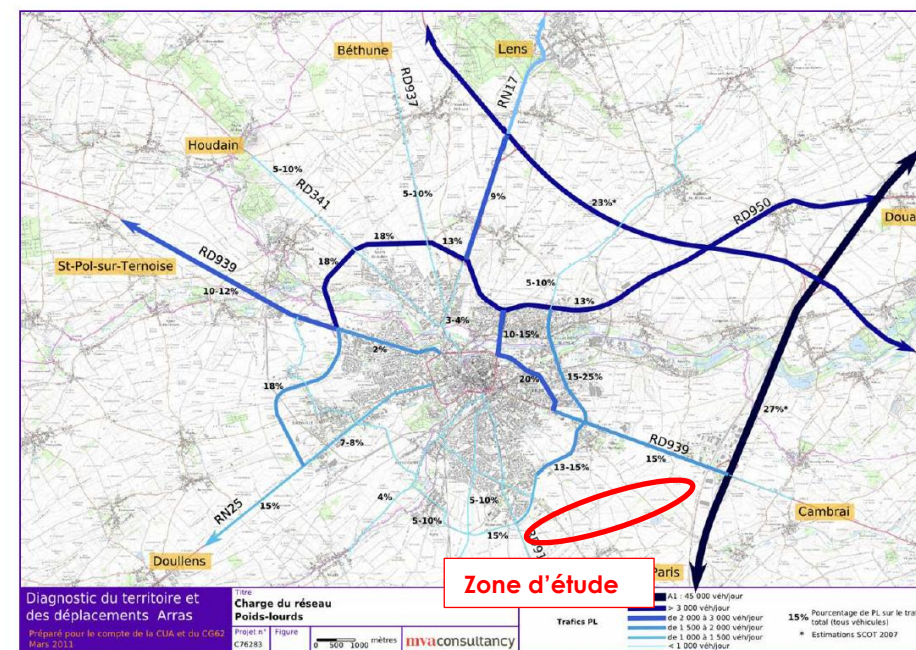 Béthune
Lens
RD937
RN17
Houdain
5-10%
RD341
5-10%
9%
23%*
RD950
Doua
18%
13%
18%
St-Pol-sur-Ternoise
RD939
10-12%
5-10%
13%
3-4%
10-15%
2%
20%
15-25%
18%
27%*
7-8%
RD939
15%
13-15%
4%
5-10%
15%
RN25
5-10%
15%
Cambrai
RD 91
Doullens
Paris
Zone d'étude
Diagnostic du territoire et
des déplacements Arras
Préparé pour le compte de la CUA et du CG62
Mars 2011
Titre
Charge du réseau
Poids-lourds
Projet n°
Figure
C76283
0 500 1000 mètres
mvaconsultancy
Trafics PL
A1 : 45 000 véh/jour
> 3 000 véh/jour
de 2 000 à 3 000 véh/jour
de 1 500 à 2 000 véh/jour
de 1 000 à 1 500 véh/jour
< 1 000 véh/jour
15% Pourcentage de PL sur le traf
total (tous véhicules)
* Estimations SCOT 2007